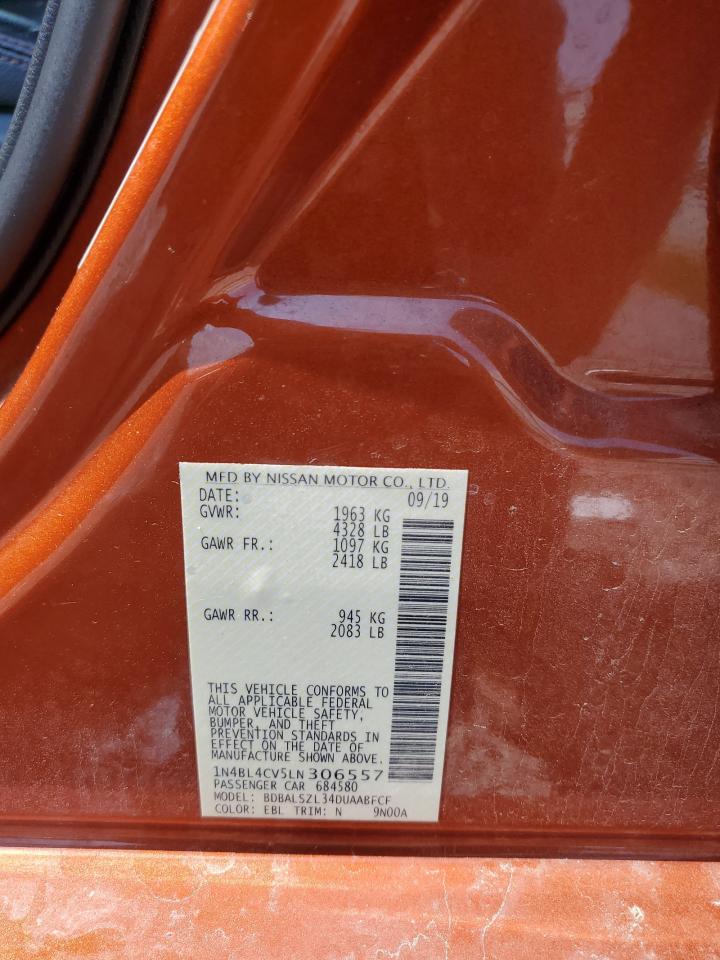 MFD BY NISSAN MOTOR CO., LTD.
DATE: 09/19
GVWR: 1963 KG
4328 LB
GAWR FR.: 1097 KG
2418 LB
GAWR RR.: 945 KG
2083 LB
THIS VEHICLE CONFORMS TO
ALL APPLICABLE FEDERAL
MOTOR VEHICLE SAFETY,
BUMPER, AND THEFT
PREVENTION STANDARDS IN
EFFECT ON THE DATE OF
MANUFACTURE SHOWN ABOVE.
1N4BL4CV5LN306557
PASSENGER CAR 684580
MODEL: BDBALSZL34DUAABFCF
COLOR: EBL TRIM: N 9N00A